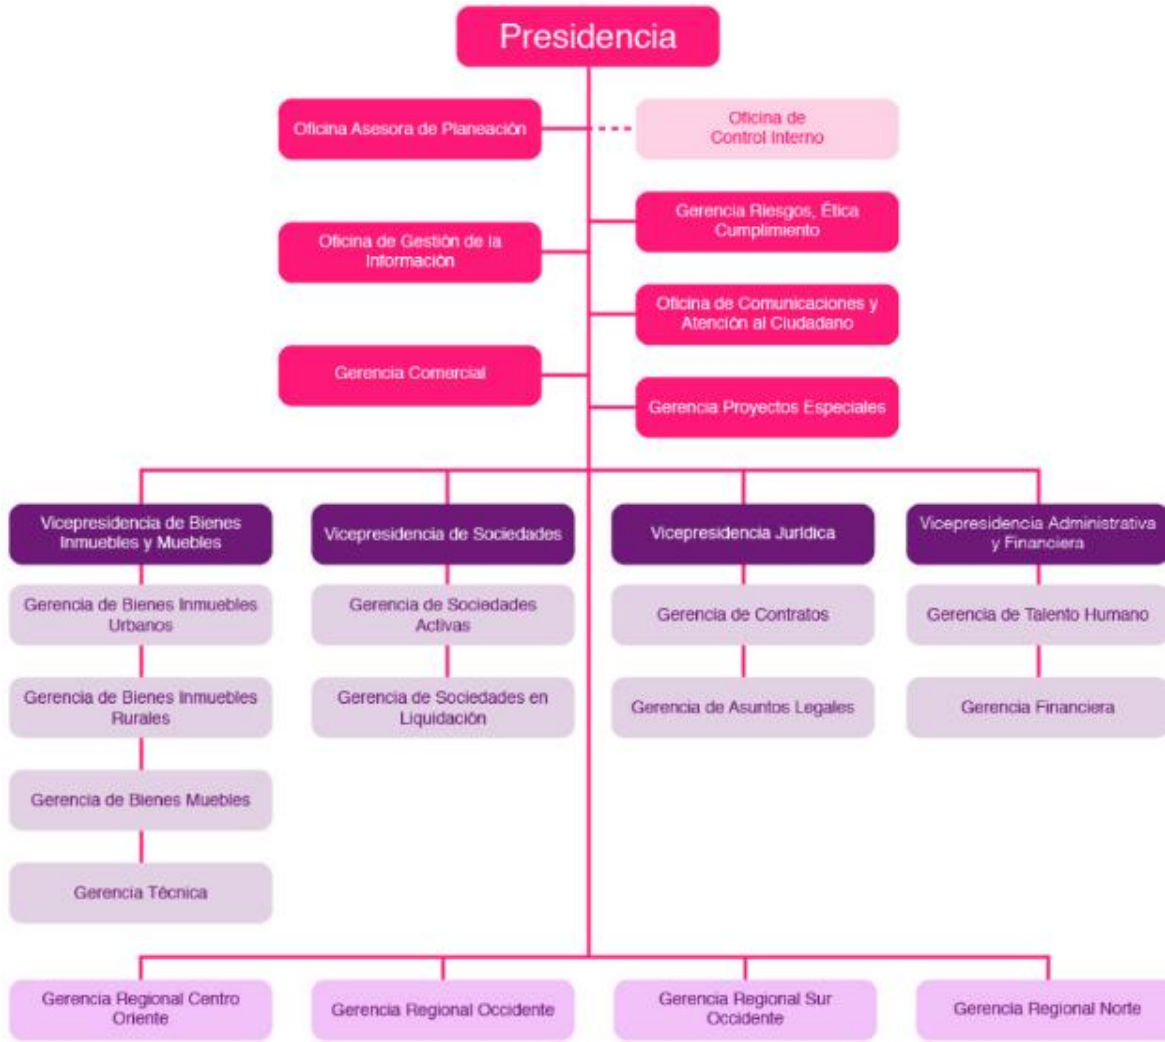 Presidencia
Oficina Asesora de Planeación
Oficina de
Control Interno
Gerencia Riesgos, Ética
Cumplimiento
Oficina de Gestión de la
Información
Oficina de Comunicaciones y
Atención al Ciudadano
Gerencia Comercial
Gerencia Proyectos Especiales
Vicepresidencia de Bienes
Inmuebles y Muebles
Vicepresidencia de Sociedades
Vicepresidencia Jurídica
Vicepresidencia Administrativa
y Financiera
Gerencia de Bienes Inmuebles
Urbanos
Gerencia de Sociedades
Activas
Gerencia de Contratos
Gerencia de Talento Humano
Gerencia de Bienes Inmuebles
Rurales
Gerencia de Sociedades en
Liquidación
Gerencia de Asuntos Legales
Gerencia Financiera
Gerencia de Bienes Muebles
Gerencia Técnica
Gerencia Regional Centro
Oriente
Gerencia Regional Occidente
Gerencia Regional Sur
Occidente
Gerencia Regional Norte